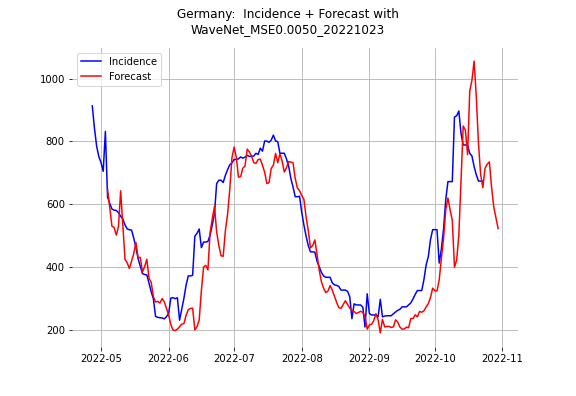 Germany:  Incidence + Forecast with
WaveNet_MSE0.0050_20221023
Incidence
Forecast
1000
800
600
400
200
2022-05 2022-06 2022-07 2022-08 2022-09 2022-10 2022-11